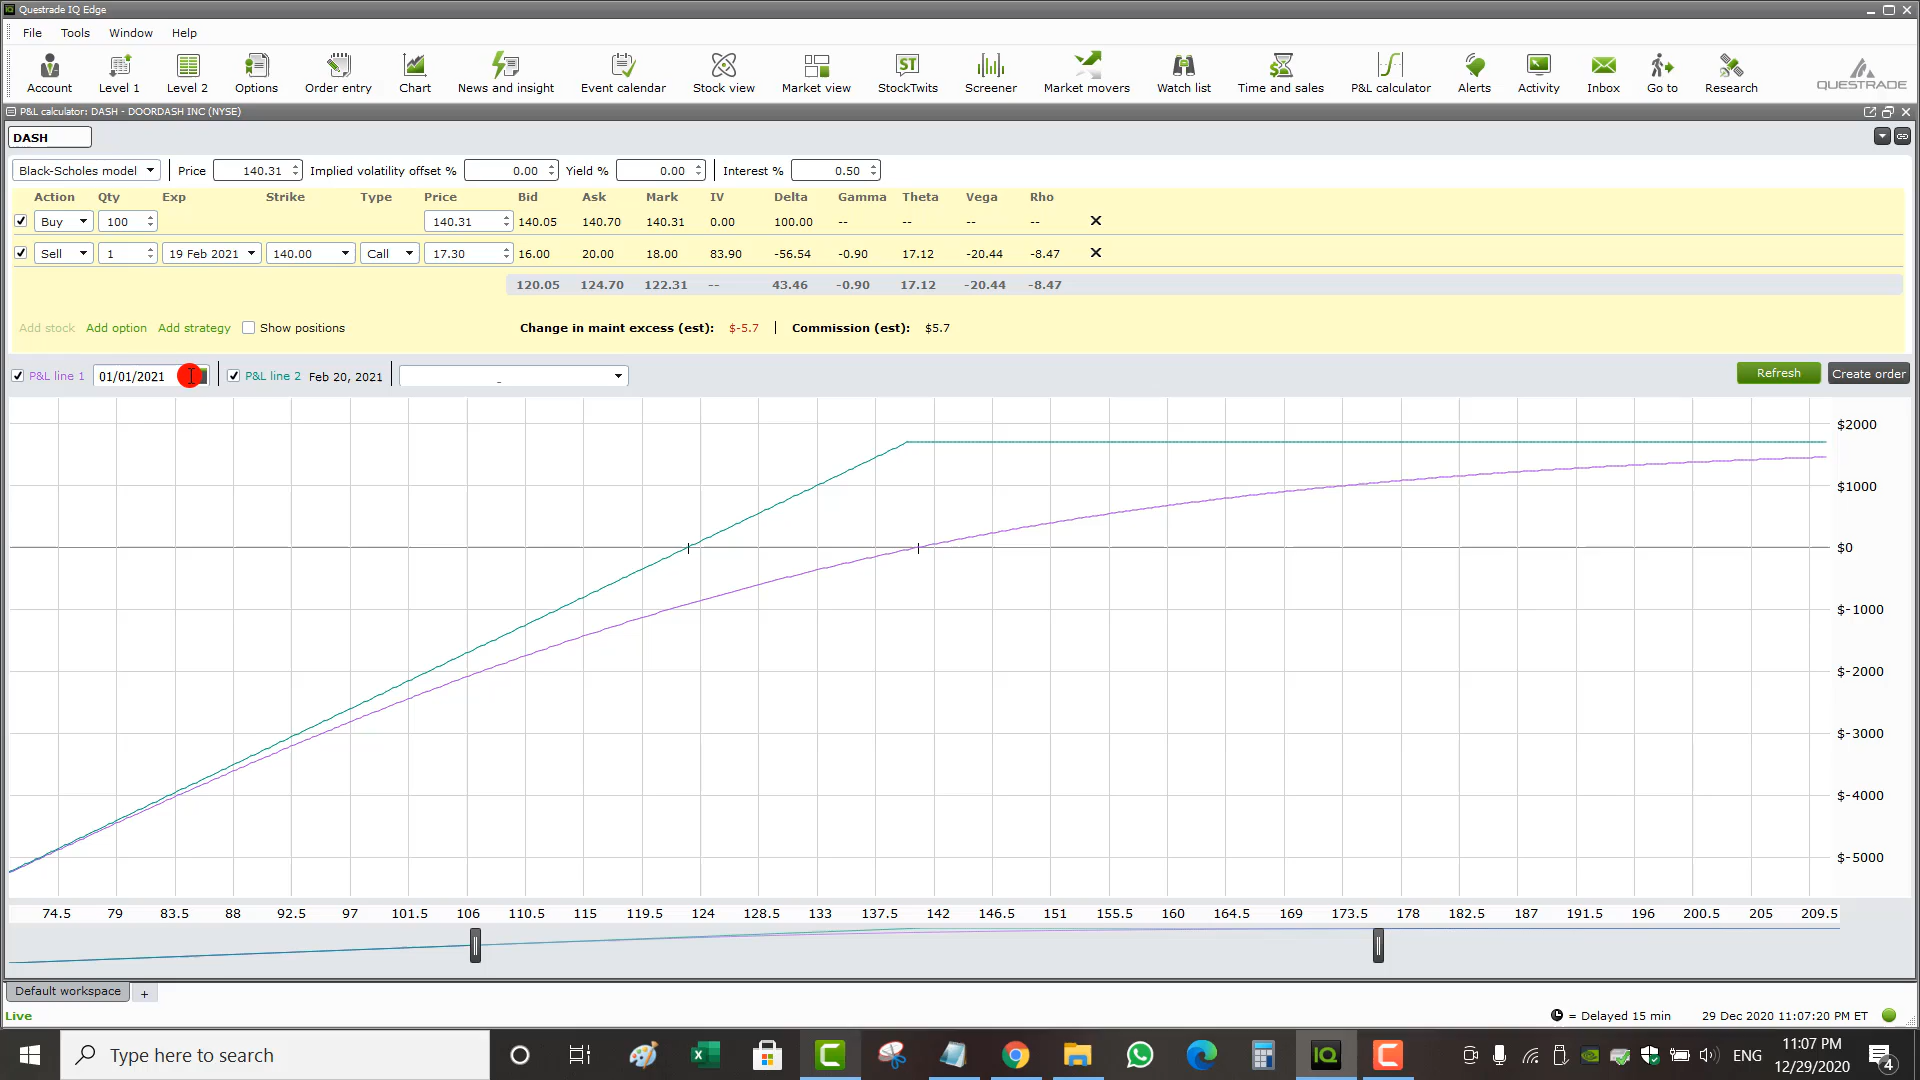 Questrade IQ Edge
File Tools Window Help
Account Level 1 Level 2 Options Order entry Chart News and insight Event calendar Stock view Market view StockTwits Screener Market movers Watch list Time and sales P&L calculator Alerts Activity Inbox Go to Research QUESTRADE
P&L calculator: DASH - DOORDASH INC (NYSE)
DASH
Black-Scholes model Price 140.31 Implied volatility offset % 0.00 Yield % 0.00 Interest % 0.50
Action Qty Exp Strike Type Price Bid Ask Mark IV Delta Gamma Theta Vega Rho
Buy 100 140.31 140.05 140.70 140.31 0.00 100.00 -- -- -- --
Sell 1 19 Feb 2021 140.00 Call 17.30 16.00 20.00 18.00 83.90 -56.54 -0.90 17.12 -20.44 -8.47
120.05 124.70 122.31 -- 43.46 -0.90 17.12 -20.44 -8.47
Add stock Add option Add strategy Show positions Change in maint excess (est): $-5.7 Commission (est): $5.7
P&L line 1 01/01/2021 P&L line 2 Feb 20, 2021 - Refresh Create order
$2000
$1000
$0
$-1000
$-2000
$-3000
$-4000
$-5000
74.5 79 83.5 88 92.5 97 101.5 106 110.5 115 119.5 124 128.5 133 137.5 142 146.5 151 155.5 160 164.5 169 173.5 178 182.5 187 191.5 196 200.5 205 209.5
Default workspace +
Live = Delayed 15 min 29 Dec 2020 11:07:20 PM ET
Type here to search ENG 11:07 PM
12/29/2020 4